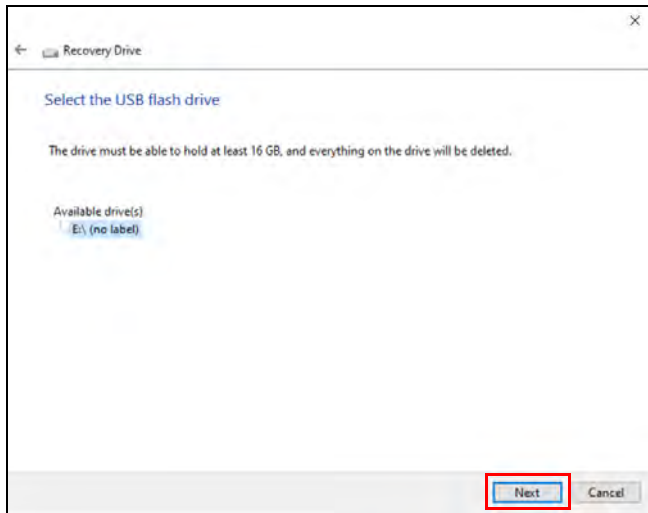 Recovery Drive
Select the USB flash drive
The drive must be able to hold at least 16 GB, and everything on the drive will be deleted.
Available drive(s)
E:\ (no label)
Next Cancel